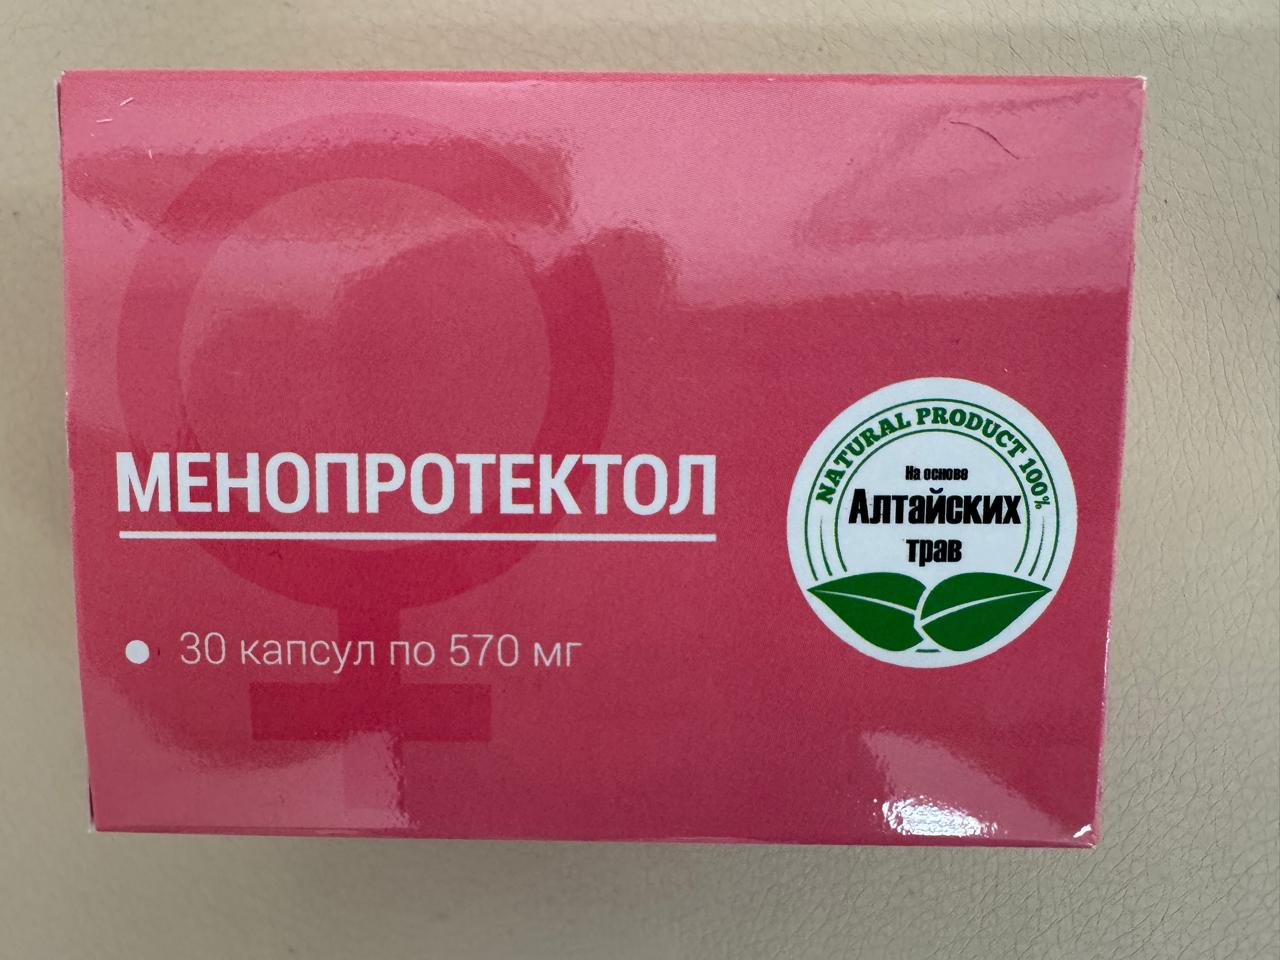 МЕНОПРОТЕКТОЛ
30 капсул по 570 мг
NATURAL PRODUCT 100%
На основе
Алтайских
трав